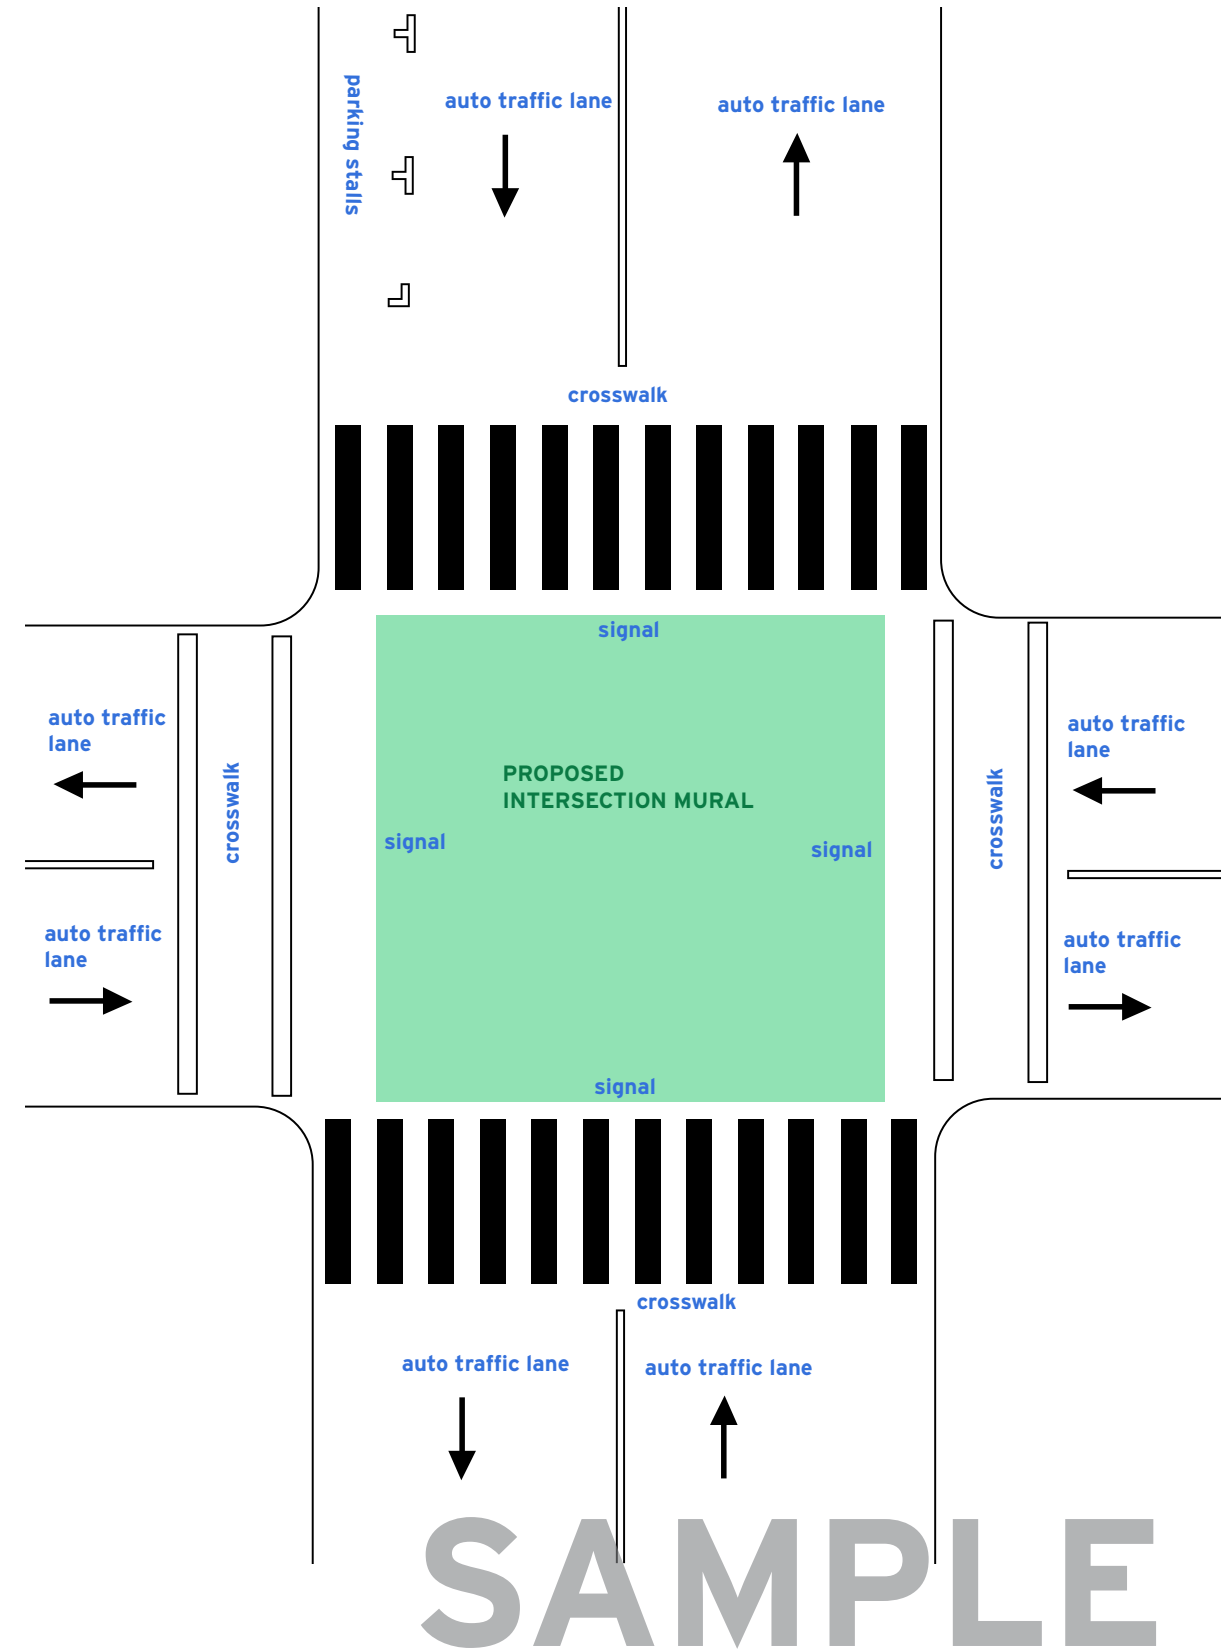 parking stalls
auto traffic lane
auto traffic lane
crosswalk
signal
auto traffic
lane
auto traffic
lane
crosswalk
PROPOSED
INTERSECTION MURAL
crosswalk
signal
signal
auto traffic
lane
auto traffic
lane
signal
crosswalk
auto traffic lane
auto traffic lane
SAMPLE